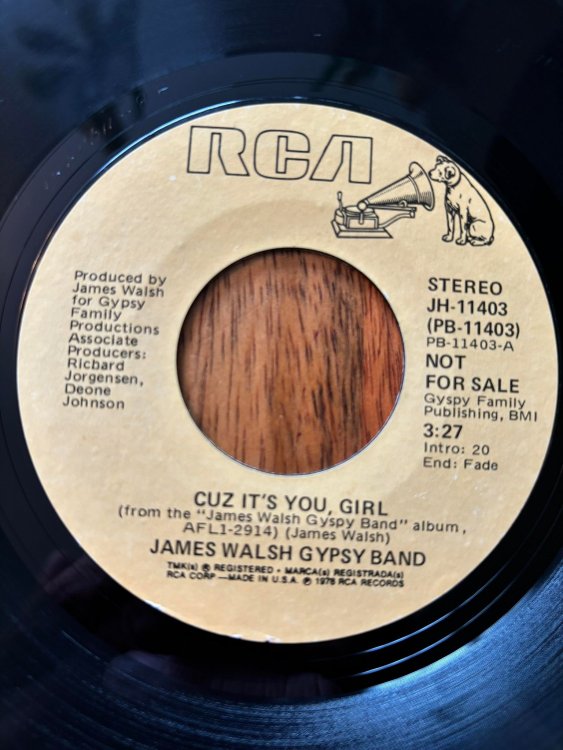 RCA
Produced by
James Walsh
for Gypsy
Family
Productions
Associate
Producers:
Richard
Jorgensen,
Deone
Johnson
STEREO
JH-11403
(PB-11403)
PB-11403-A
NOT
FOR SALE
Gyspy Family
Publishing, BMI
3:27
Intro: 20
End: Fade
CUZ IT'S YOU, GIRL
(from the "James Walsh Gyspy Band" album,
AFL1-2914) (James Walsh)
JAMES WALSH GYPSY BAND
TMK(s) ® REGISTERED • MARCA(s) REGISTRADA(s)
RCA CORP—MADE IN U.S.A. ℗ 1978 RCA RECORDS